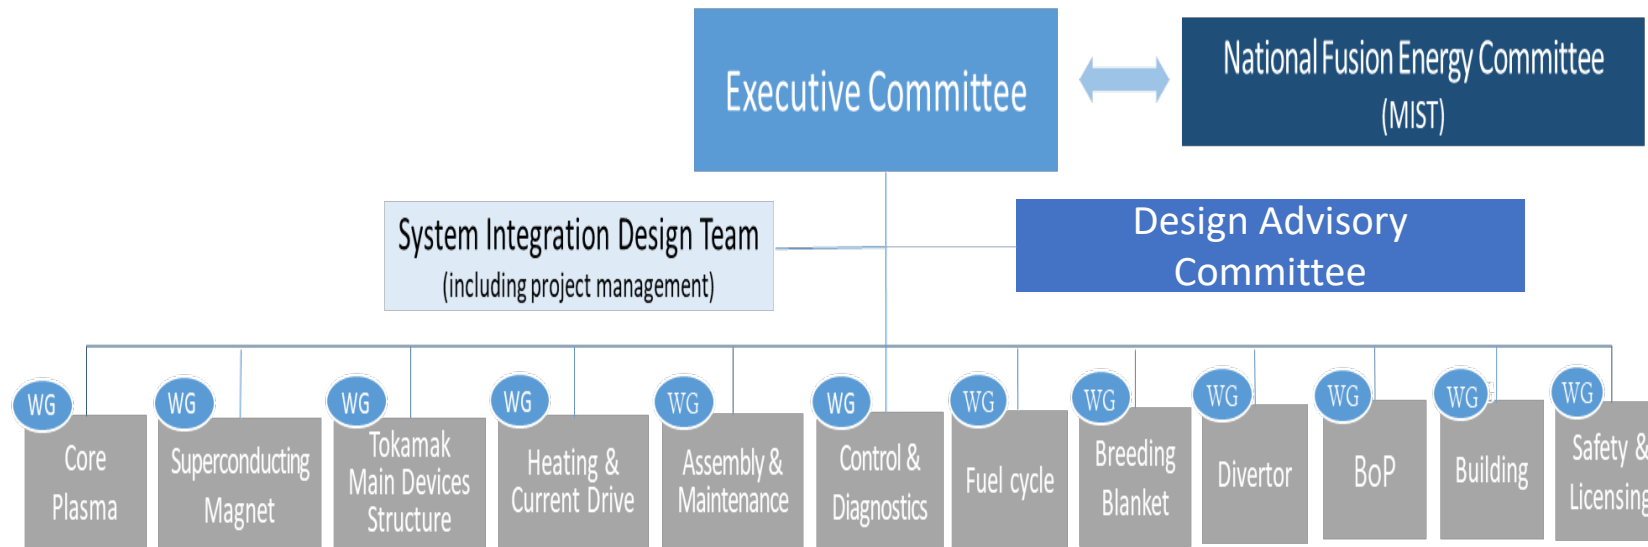 Executive Committee
National Fusion Energy Committee
(MIST)
System Integration Design Team
(including project management)
Design Advisory
Committee
WG
Core
Plasma
WG
Superconducting
Magnet
WG
Tokamak
Main Devices
Structure
WG
Heating &
Current Drive
WG
Assembly &
Maintenance
WG
Control &
Diagnostics
WG
Fuel cycle
WG
Breeding
Blanket
WG
Divertor
WG
BoP
WG
Building
WG
Safety &
Licensing